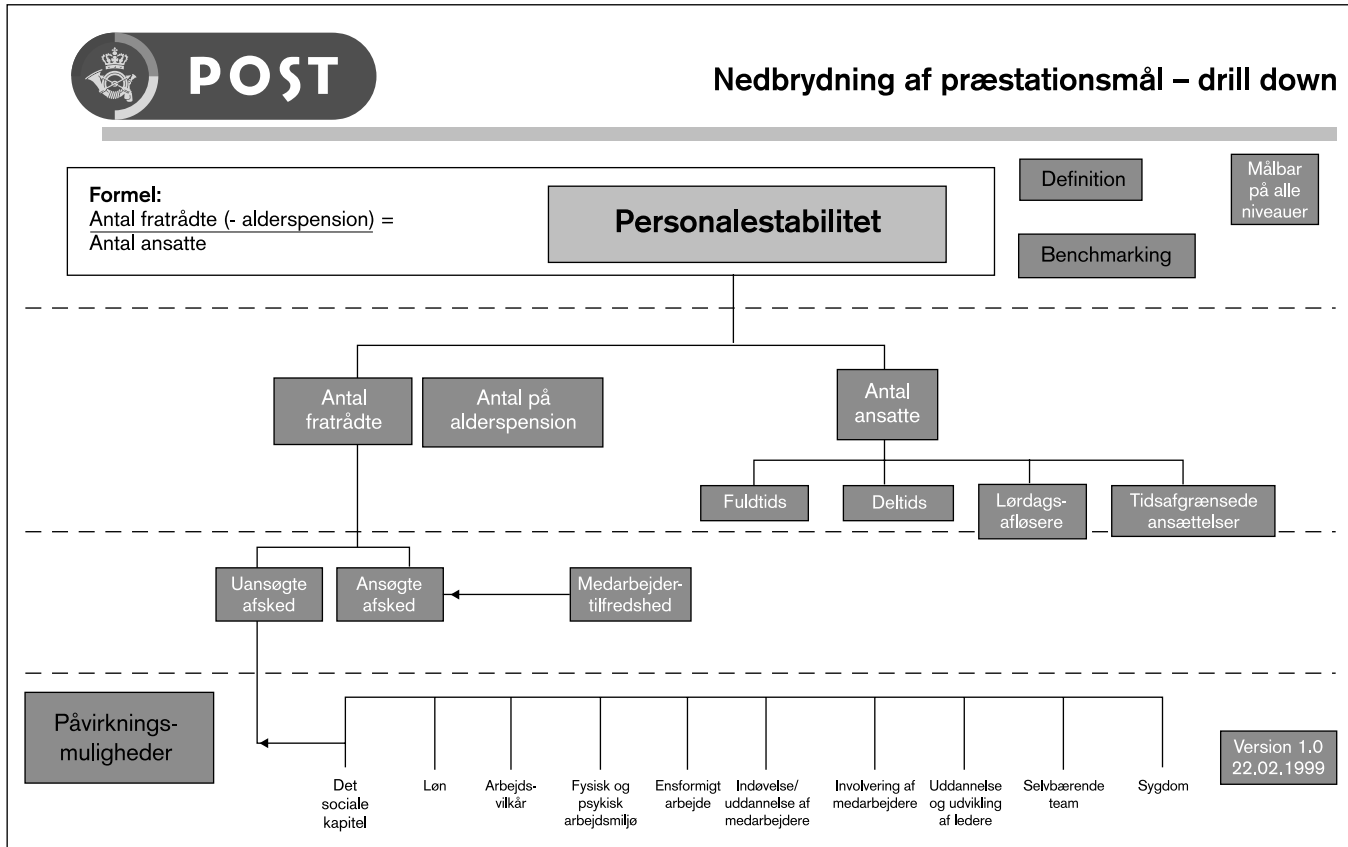 POST
Nedbrydning af præstationsmål – drill down
Formel:
Antal fratrådte (- alderspension) =
Antal ansatte
Personalestabilitet
Definition
Benchmarking
Målbar
på alle
niveauer
Antal
fratrådte
Antal på
alderspension
Antal
ansatte
Fuldtids
Deltids
Lørdags-
afløsere
Tidsafgrænsede
ansættelser
Uansøgte
afsked
Ansøgte
afsked
Medarbejder-
tilfredshed
Påvirknings-
muligheder
Det
sociale
kapitel
Løn
Arbejds-
vilkår
Fysisk og
psykisk
arbejdsmiljø
Ensformigt
arbejde
Indøvelse/
uddannelse af
medarbejdere
Involvering af
medarbejdere
Uddannelse
og udvikling
af ledere
Selvbærende
team
Sygdom
Version 1.0
22.02.1999